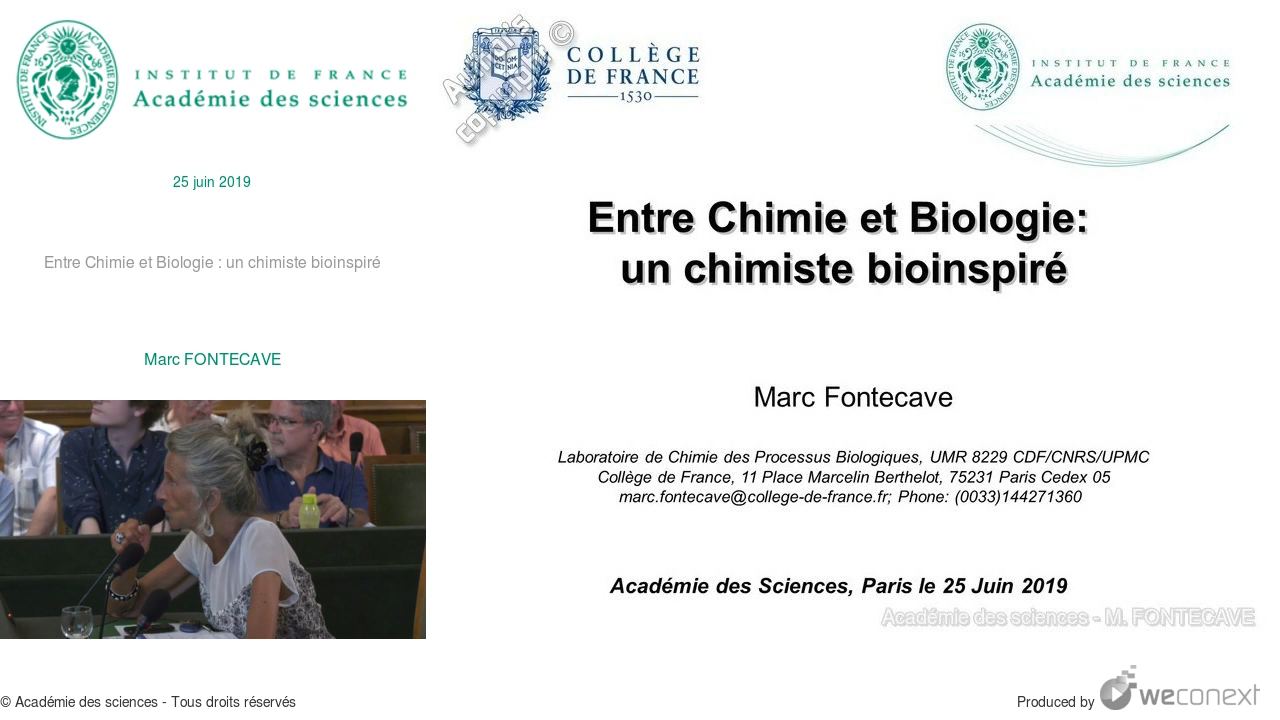 INSTITUT DE FRANCE
Académie des sciences
25 juin 2019
Entre Chimie et Biologie : un chimiste bioinspiré
Marc FONTECAVE
COLLÈGE
DE FRANCE
1530
INSTITUT DE FRANCE
Académie des sciences
Entre Chimie et Biologie:
un chimiste bioinspiré
Marc Fontecave
Laboratoire de Chimie des Processus Biologiques, UMR 8229 CDF/CNRS/UPMC
Collège de France, 11 Place Marcelin Berthelot, 75231 Paris Cedex 05
marc.fontecave@college-de-france.fr; Phone: (0033)144271360
Académie des Sciences, Paris le 25 Juin 2019
Académie des sciences - M. FONTECAVE
© Académie des sciences - Tous droits réservés
Produced by weconext